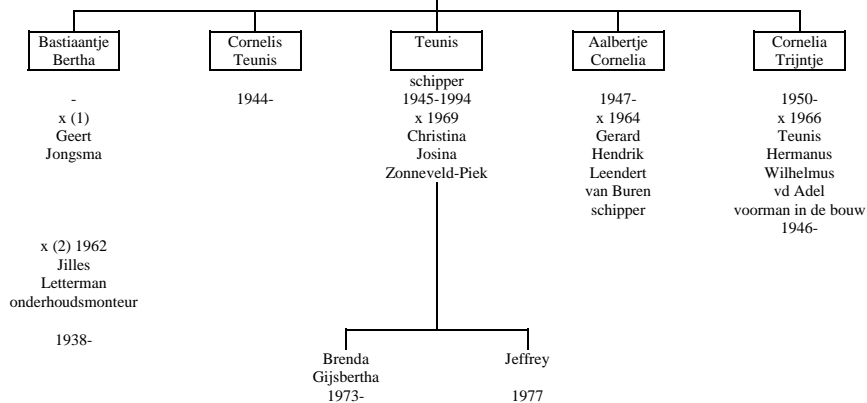 Bastiaantje
Bertha
-
x (1)
Geert
Jongsma
x (2) 1962
Jilles
Letterman
onderhoudsmonteur
1938-
Cornelis
Teunis
1944-
Teunis
schipper
1945-1994
x 1969
Christina
Josina
Zonneveld-Piek
Aalbertje
Cornelia
1947-
x 1964
Gerard
Hendrik
Leendert
van Buren
schipper
Cornelia
Trijntje
1950-
x 1966
Teunis
Hermanus
Wilhelmus
vd Adel
voorman in de bouw
1946-
Brenda
Gijsbertha
1973-
Jeffrey
1977